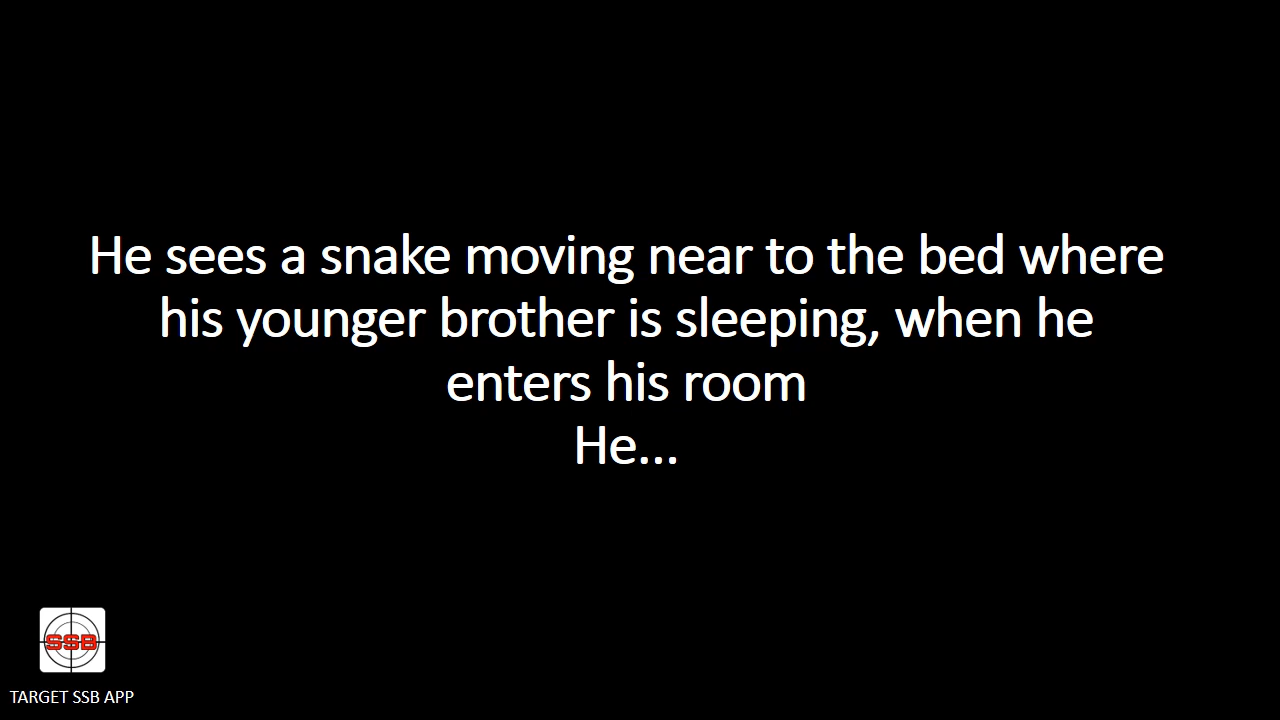 He sees a snake moving near to the bed where
his younger brother is sleeping, when he
enters his room
He...
SSB
TARGET SSB APP